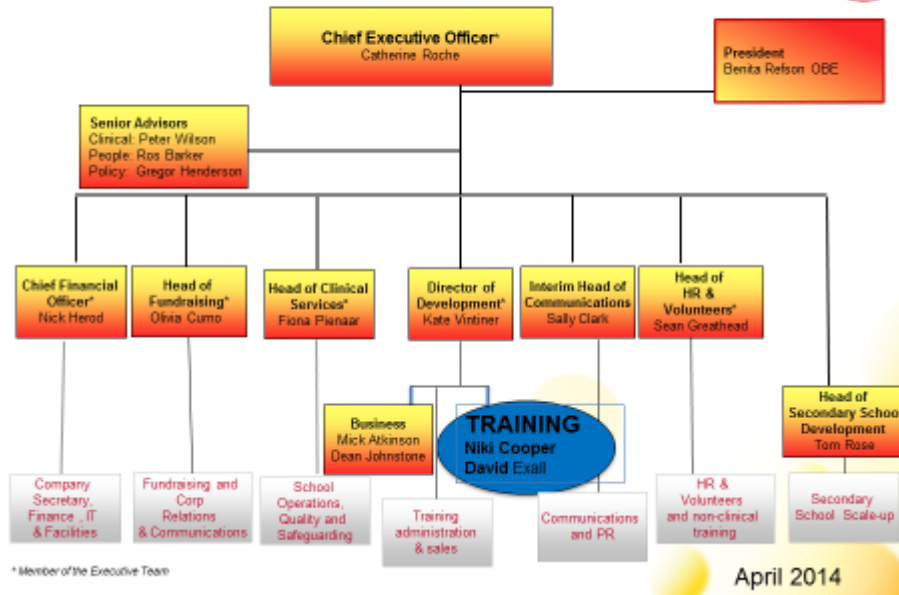 Chief Executive Officer*
Catherine Roche
President
Benita Refson OBE
Senior Advisors
Clinical: Peter Wilson
People: Ros Barker
Policy: Gregor Henderson
Chief Financial
Officer*
Nick Herod
Head of
Fundraising*
Olivia Curno
Head of Clinical
Services*
Fiona Pienaar
Director of
Development*
Kate Vintiner
Interim Head of
Communications
Sally Clark
Head of
HR &
Volunteers*
Sean Greathead
Head of
Secondary School
Development
Tom Rose
Business
Mick Atkinson
Dean Johnstone
TRAINING
Niki Cooper
David Exall
Company
Secretary,
Finance , IT
& Facilities
Fundraising and
Corp
Relations
& Communications
School
Operations,
Quality and
Safeguarding
Training
administration
& sales
Communications
and PR
HR &
Volunteers
and non-clinical
training
Secondary
School Scale-up
* Member of the Executive Team
April 2014